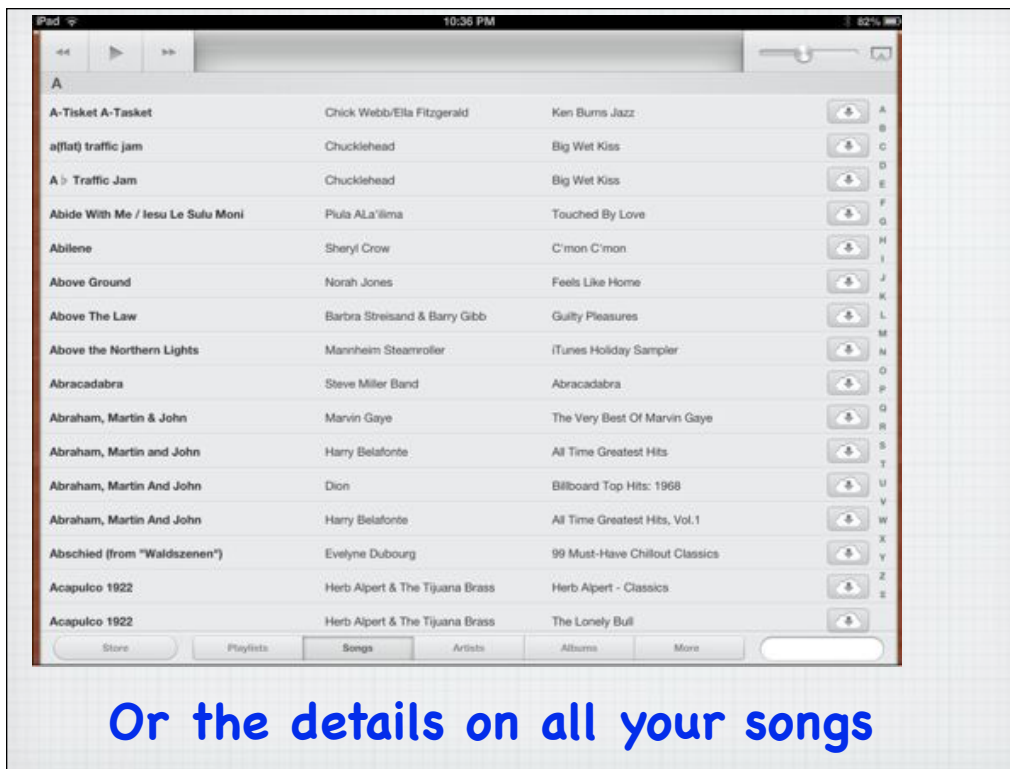 iPad 10:36 PM 82%
A
A-Tisket A-Tasket Chick Webb/Ella Fitzgerald Ken Burns Jazz
a(flat) traffic jam Chucklehead Big Wet Kiss
A ♭ Traffic Jam Chucklehead Big Wet Kiss
Abide With Me / Iesu Le Sulu Moni Piula ALa'ilima Touched By Love
Abilene Sheryl Crow C'mon C'mon
Above Ground Norah Jones Feels Like Home
Above The Law Barbra Streisand & Barry Gibb Guilty Pleasures
Above the Northern Lights Mannheim Steamroller iTunes Holiday Sampler
Abracadabra Steve Miller Band Abracadabra
Abraham, Martin & John Marvin Gaye The Very Best Of Marvin Gaye
Abraham, Martin and John Harry Belafonte All Time Greatest Hits
Abraham, Martin And John Dion Billboard Top Hits: 1968
Abraham, Martin And John Harry Belafonte All Time Greatest Hits, Vol.1
Abschied (from "Waldszenen") Evelyne Dubourg 99 Must-Have Chillout Classics
Acapulco 1922 Herb Alpert & The Tijuana Brass Herb Alpert - Classics
Acapulco 1922 Herb Alpert & The Tijuana Brass The Lonely Bull
A
B
C
D
E
F
G
H
I
J
K
L
M
N
O
P
Q
R
S
T
U
V
W
X
Y
Z
#
Store Playlists Songs Artists Albums More
Or the details on all your songs